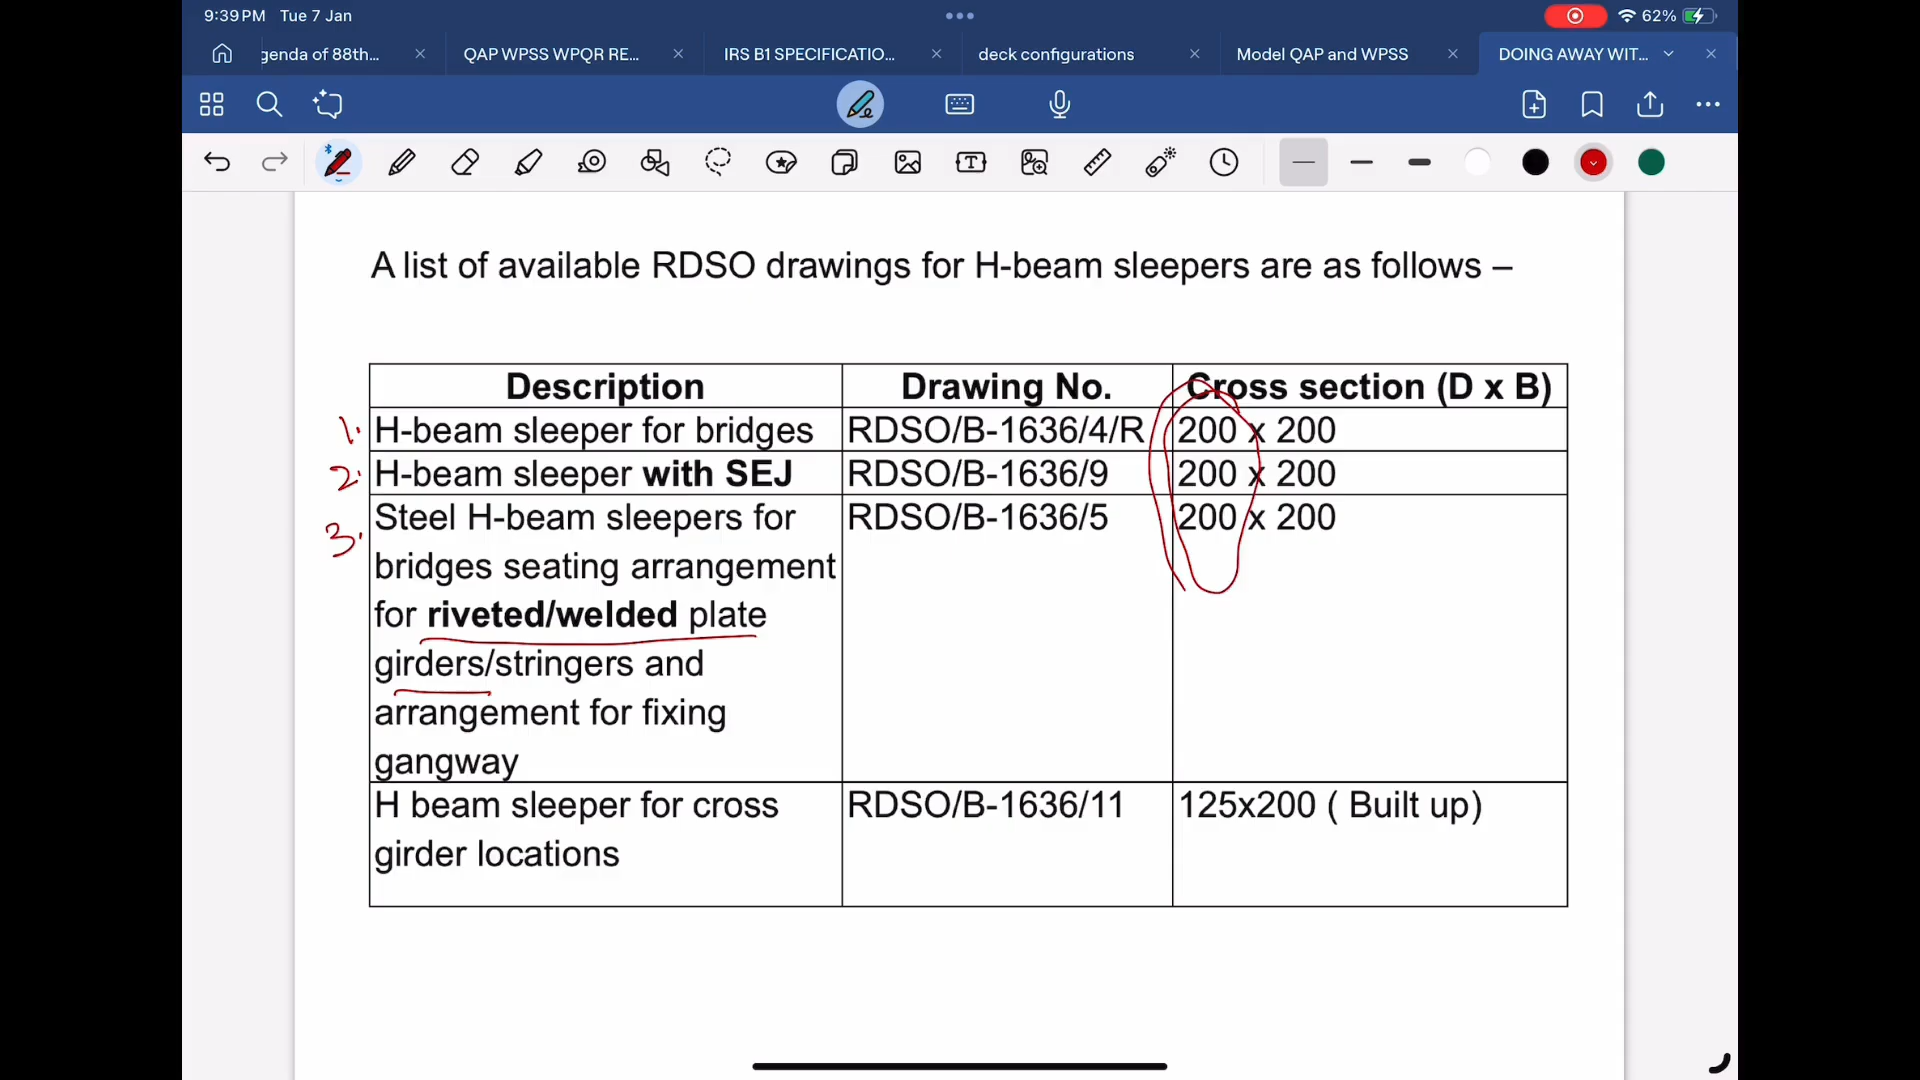 9:39 PM Tue 7 Jan
62%
genda of 88th...
QAP WPSS WPQR RE...
IRS B1 SPECIFICATIO...
deck configurations
Model QAP and WPSS
DOING AWAY WIT...
A list of available RDSO drawings for H-beam sleepers are as follows –
Description Drawing No. Cross section (D x B)
1. H-beam sleeper for bridges RDSO/B-1636/4/R 200 x 200
2. H-beam sleeper with SEJ RDSO/B-1636/9 200 x 200
3. Steel H-beam sleepers for RDSO/B-1636/5 200 x 200
bridges seating arrangement
for riveted/welded plate
girders/stringers and
arrangement for fixing
gangway
H beam sleeper for cross RDSO/B-1636/11 125x200 ( Built up)
girder locations